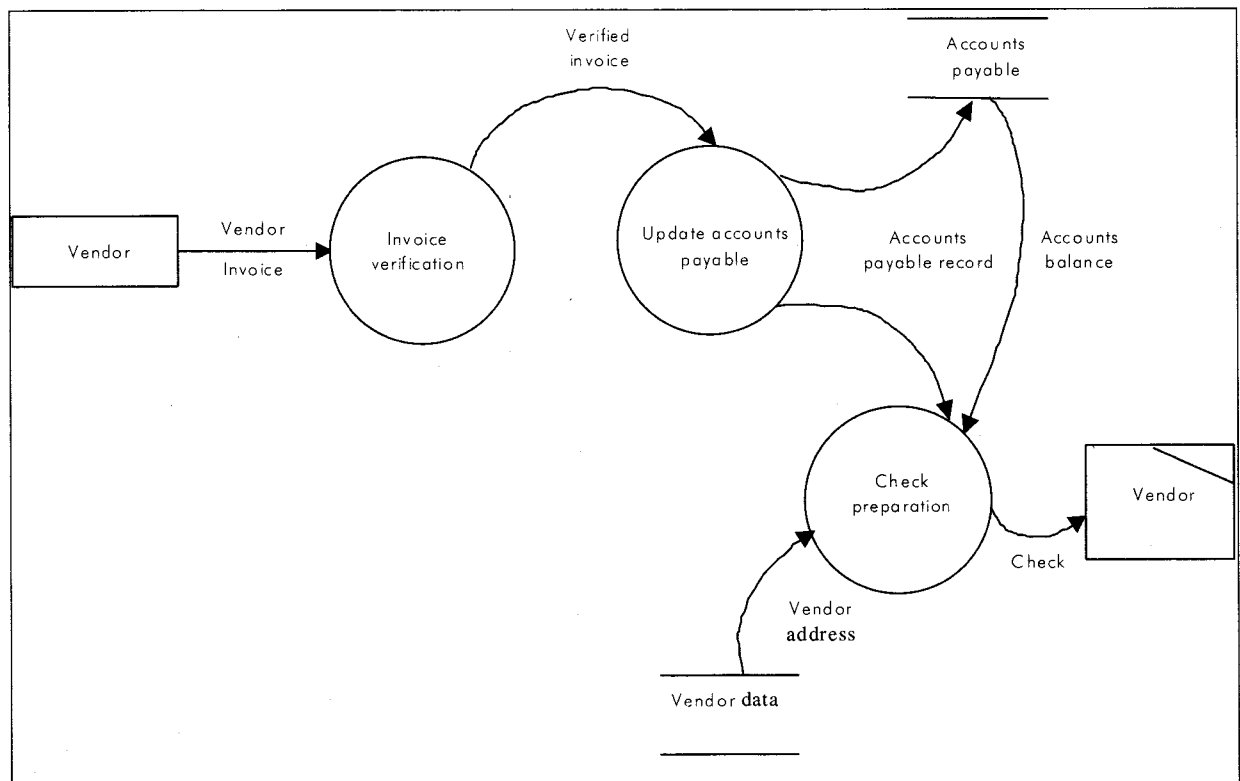 Verified
invoice
Accounts
payable
Vendor
Vendor
Invoice
Invoice
verification
Update accounts
payable
Accounts
payable record
Accounts
balance
Check
preparation
Vendor
Check
Vendor
address
Vendor data